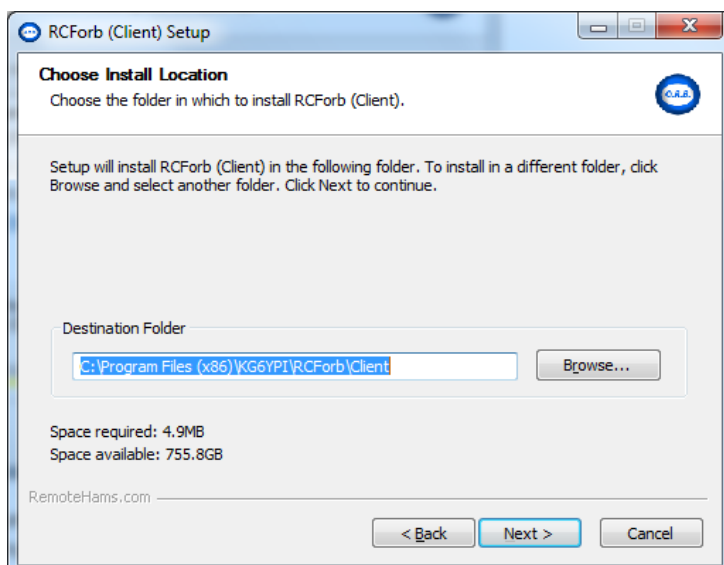 RCForb (Client) Setup
Choose Install Location
Choose the folder in which to install RCForb (Client).
O.R.B.
Setup will install RCForb (Client) in the following folder. To install in a different folder, click
Browse and select another folder. Click Next to continue.
Destination Folder
C:\Program Files (x86)\KG6YPI\RCForb\Client
Browse...
Space required: 4.9MB
Space available: 755.8GB
RemoteHams.com
< Back
Next >
Cancel